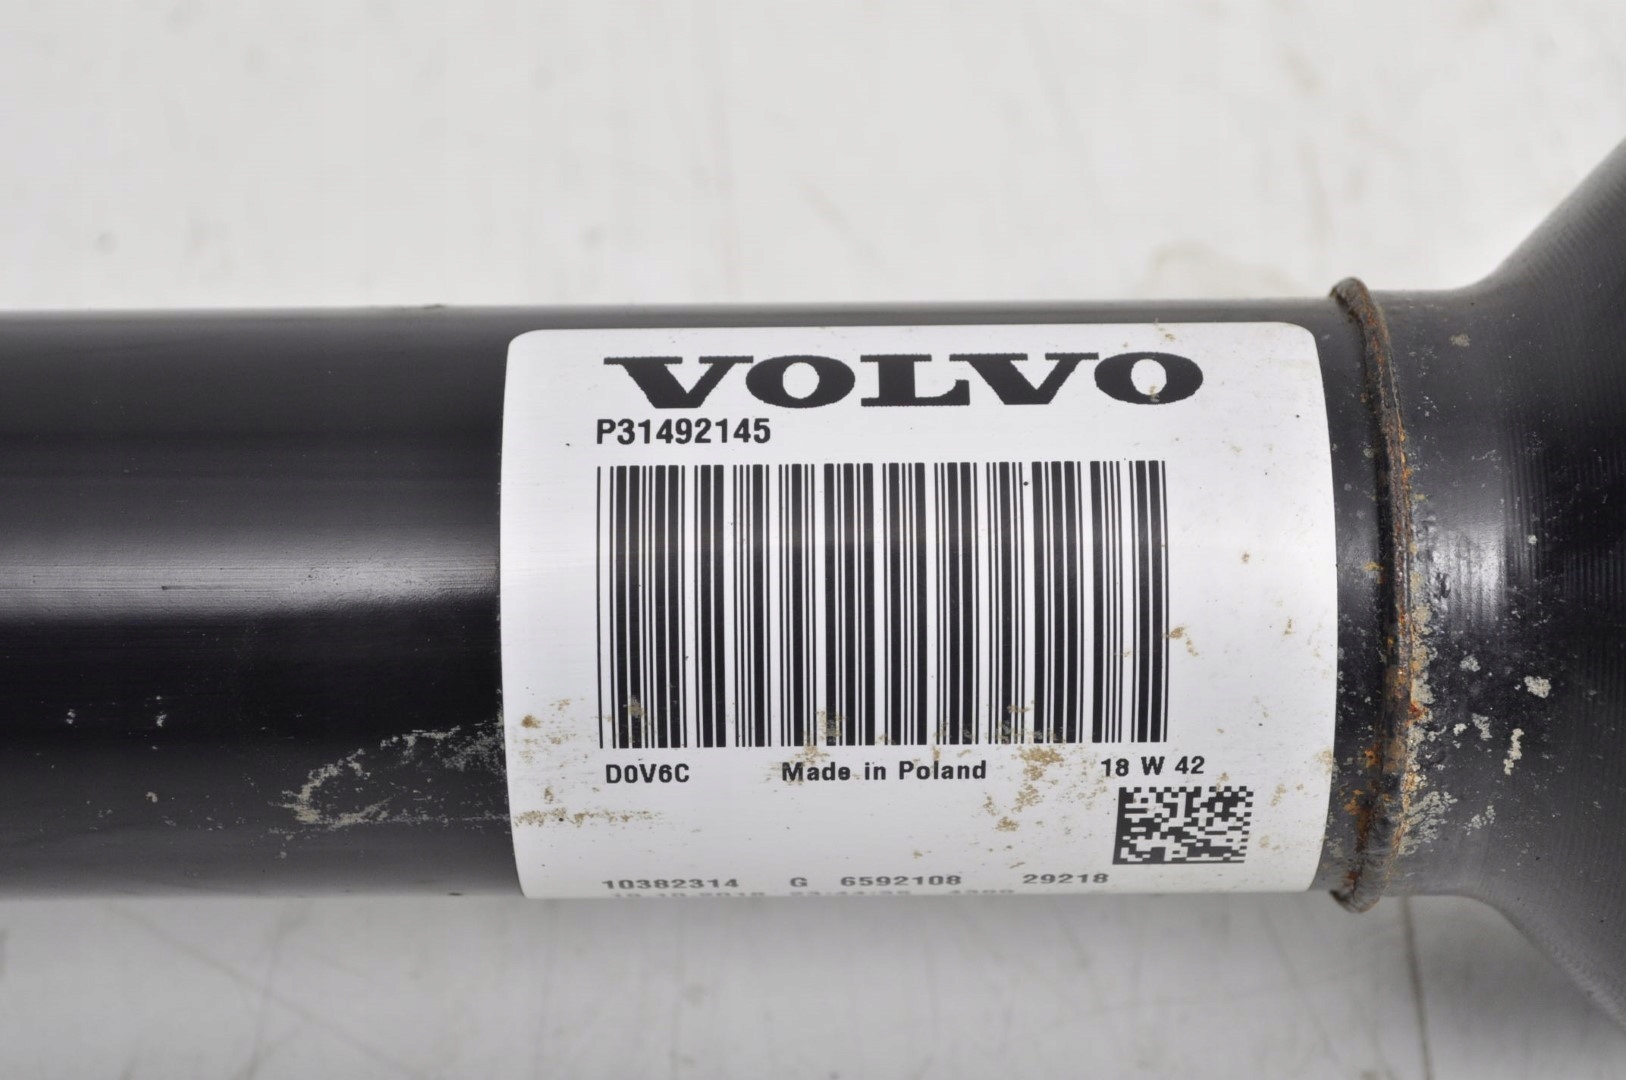 VOLVO
P31492145
D0V6C Made in Poland 18 W 42
10382314 G 6592108 29218